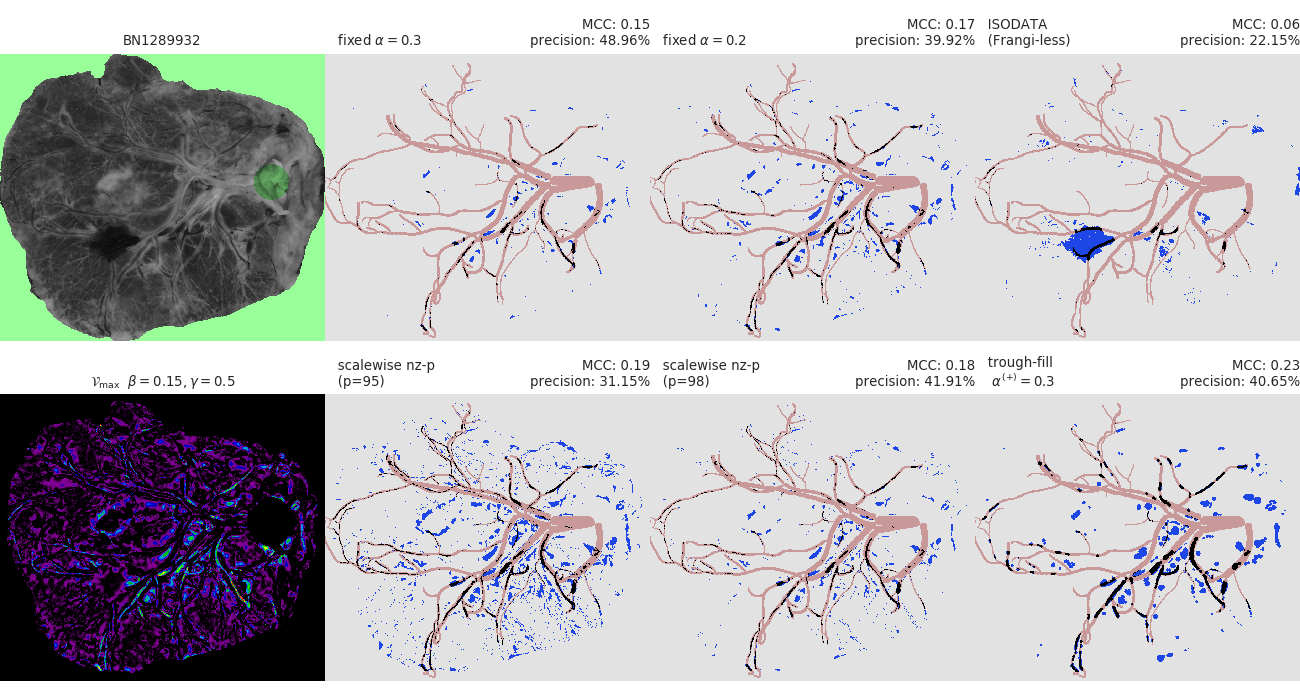 BN1289932
fixed α = 0.3
MCC: 0.15
precision: 48.96%
fixed α = 0.2
MCC: 0.17
precision: 39.92%
ISODATA
(Frangi-less)
MCC: 0.06
precision: 22.15%
𝒱max β = 0.15, γ = 0.5
scalewise nz-p
(p=95)
MCC: 0.19
precision: 31.15%
scalewise nz-p
(p=98)
MCC: 0.18
precision: 41.91%
trough-fill
α(+) = 0.3
MCC: 0.23
precision: 40.65%